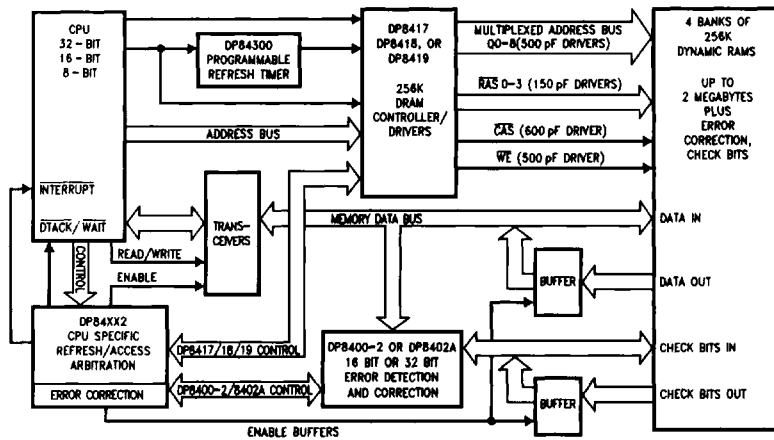 CPU
32-BIT
16-BIT
8-BIT
INTERRUPT
DTACK/WAIT
DP84300
PROGRAMMABLE
REFRESH TIMER
DP8417
DP8418, OR
DP8419
256K
DRAM
CONTROLLER/
DRIVERS
MULTIPLEXED ADDRESS BUS
Q0-8(500 pF DRIVERS)
RAS 0-3 (150 pF DRIVERS)
CAS (600 pF DRIVER)
WE (500 pF DRIVER)
4 BANKS OF
256K
DYNAMIC RAMS
UP TO
2 MEGABYTES
PLUS
ERROR
CORRECTION,
CHECK BITS
DATA IN
DATA OUT
CHECK BITS IN
CHECK BITS OUT
ADDRESS BUS
TRANS-
CEIVERS
MEMORY DATA BUS
CONTROL
READ/WRITE
ENABLE
BUFFER
DP84XX2
CPU SPECIFIC
REFRESH/ACCESS
ARBITRATION
ERROR CORRECTION
DP8417/18/19 CONTROL
DP8400-2/8402A CONTROL
DP8400-2 OR DP8402A
16 BIT OR 32 BIT
ERROR DETECTION
AND CORRECTION
BUFFER
ENABLE BUFFERS